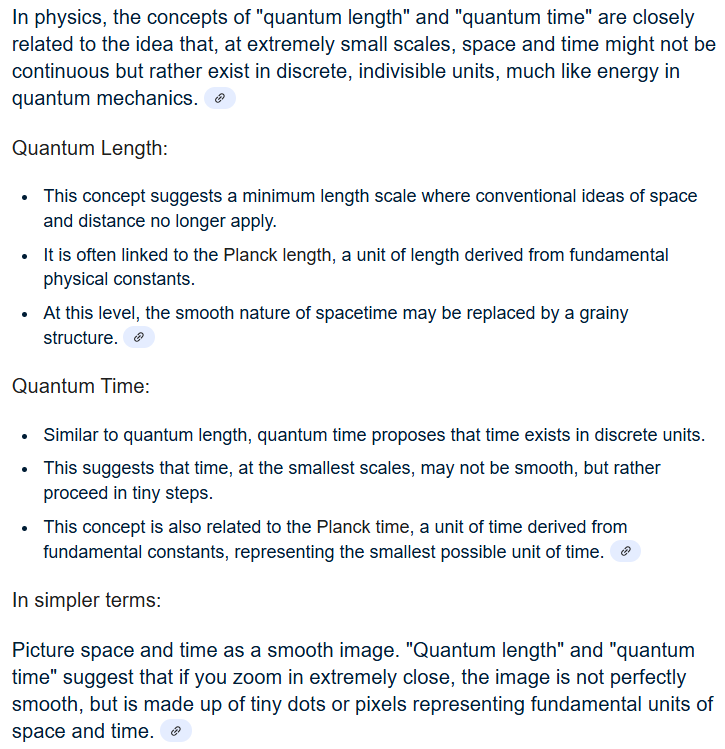 In physics, the concepts of "quantum length" and "quantum time" are closely
related to the idea that, at extremely small scales, space and time might not be
continuous but rather exist in discrete, indivisible units, much like energy in
quantum mechanics.
Quantum Length:
• This concept suggests a minimum length scale where conventional ideas of space
and distance no longer apply.
• It is often linked to the Planck length, a unit of length derived from fundamental
physical constants.
• At this level, the smooth nature of spacetime may be replaced by a grainy
structure.
Quantum Time:
• Similar to quantum length, quantum time proposes that time exists in discrete units.
• This suggests that time, at the smallest scales, may not be smooth, but rather
proceed in tiny steps.
• This concept is also related to the Planck time, a unit of time derived from
fundamental constants, representing the smallest possible unit of time.
In simpler terms:
Picture space and time as a smooth image. "Quantum length" and "quantum
time" suggest that if you zoom in extremely close, the image is not perfectly
smooth, but is made up of tiny dots or pixels representing fundamental units of
space and time.